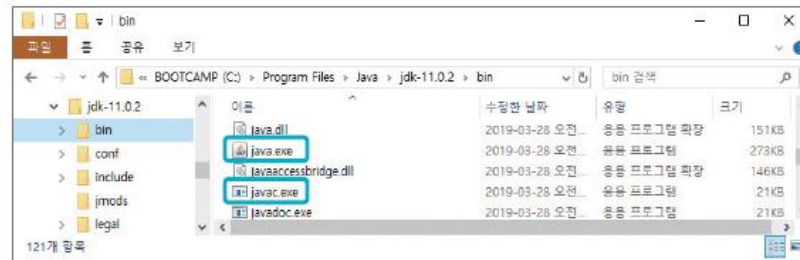 bin
파일 홈 공유 보기
« BOOTCAMP (C:) > Program Files > Java > jdk-11.0.2 > bin
bin 검색
jdk-11.0.2
bin
conf
include
jmods
legal
이름 수정한 날짜 유형 크기
java.dll 2019-03-28 오전... 응용 프로그램 확장 151KB
java.exe 2019-03-28 오전... 응용 프로그램 273KB
javaaccessbridge.dll 2019-03-28 오전... 응용 프로그램 확장 146KB
javac.exe 2019-03-28 오전... 응용 프로그램 21KB
javadoc.exe 2019-03-28 오전... 응용 프로그램 21KB
121개 항목